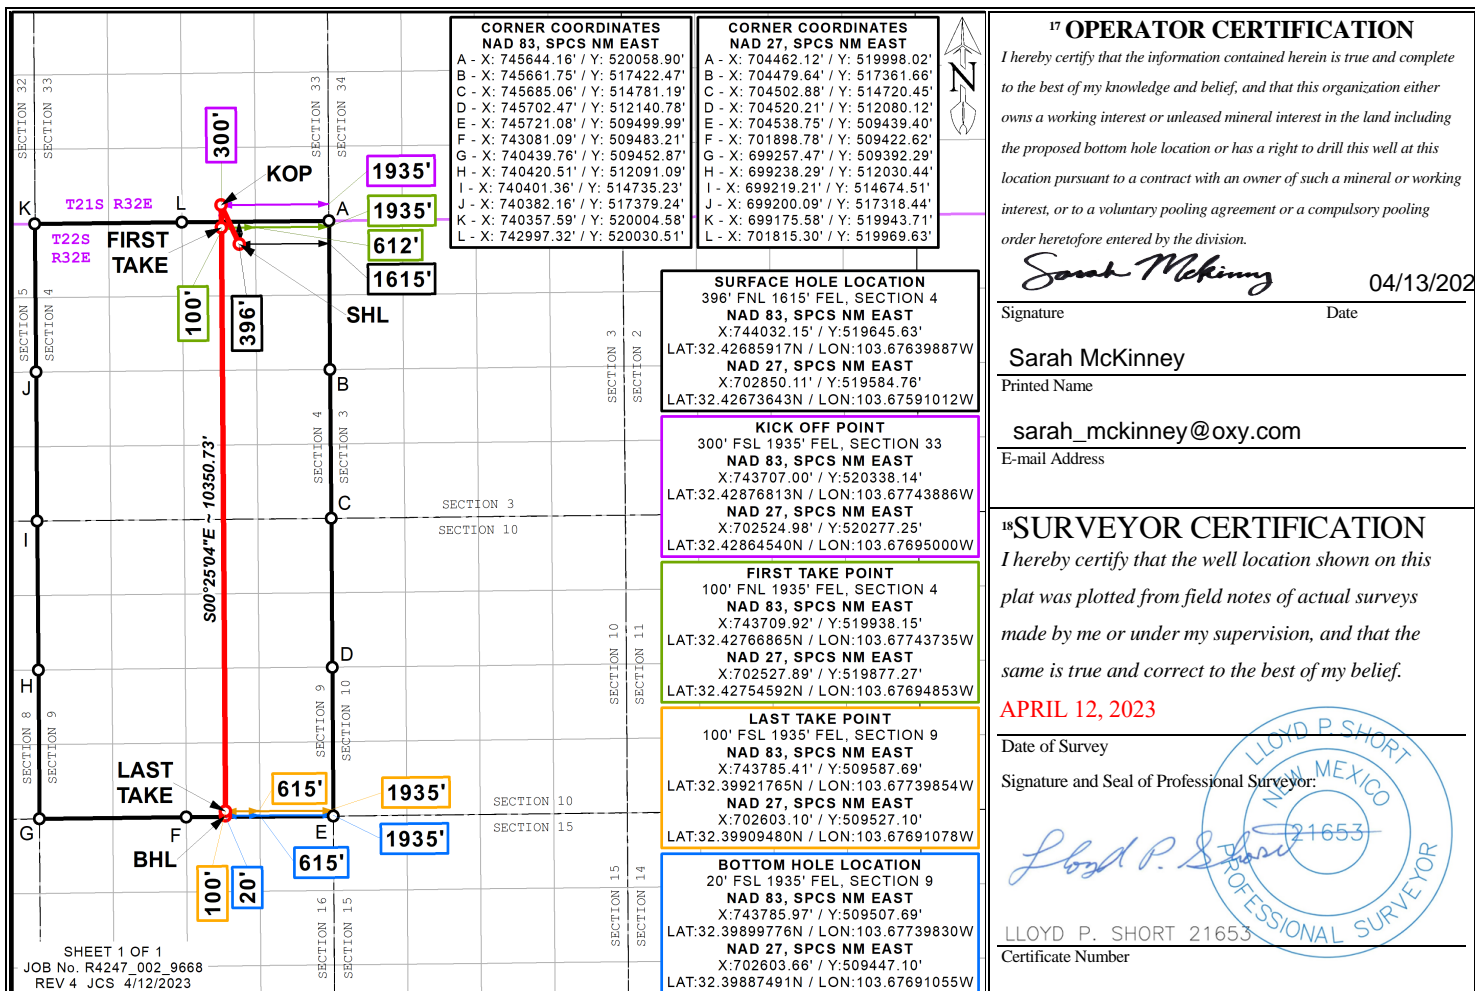 CORNER COORDINATES
NAD 83, SPCS NM EAST
A - X: 745644.16' / Y: 520058.90'
B - X: 745661.75' / Y: 517422.47'
C - X: 745685.06' / Y: 514781.19'
D - X: 745702.47' / Y: 512140.78'
E - X: 745721.08' / Y: 509499.99'
F - X: 743081.09' / Y: 509483.21'
G - X: 740439.76' / Y: 509452.87'
H - X: 740420.51' / Y: 512091.09'
I - X: 740401.36' / Y: 514735.23'
J - X: 740382.16' / Y: 517379.24'
K - X: 740357.59' / Y: 520004.58'
L - X: 742997.32' / Y: 520030.51'
CORNER COORDINATES
NAD 27, SPCS NM EAST
A - X: 704462.12' / Y: 519998.02'
B - X: 704479.64' / Y: 517361.66'
C - X: 704502.88' / Y: 514720.45'
D - X: 704520.21' / Y: 512080.12'
E - X: 704538.75' / Y: 509439.40'
F - X: 701898.78' / Y: 509422.62'
G - X: 699257.47' / Y: 509392.29'
H - X: 699238.29' / Y: 512030.44'
I - X: 699219.21' / Y: 514674.51'
J - X: 699200.09' / Y: 517318.44'
K - X: 699175.58' / Y: 519943.71'
L - X: 701815.30' / Y: 519969.63'
N
SECTION 32
SECTION 33
SECTION 33
SECTION 34
300'
KOP
1935'
K
T21S R32E
L
A
1935'
T22S
R32E
FIRST
TAKE
612'
1615'
100'
396'
SHL
SECTION 5
SECTION 4
J
B
SECTION 4
SECTION 3
SECTION 3
SECTION 2
S00°25'04"E ~ 10350.73'
C
SECTION 3
SECTION 10
I
SECTION 10
SECTION 11
D
H
SECTION 8
SECTION 9
SECTION 9
SECTION 10
LAST
TAKE
615'
1935'
SECTION 10
SECTION 15
G
F
E
1935'
BHL
615'
100'
20'
SECTION 16
SECTION 15
SECTION 15
SECTION 14
SHEET 1 OF 1
JOB No. R4247_002_9668
REV 4 JCS 4/12/2023
SURFACE HOLE LOCATION
396' FNL 1615' FEL, SECTION 4
NAD 83, SPCS NM EAST
X:744032.15' / Y:519645.63'
LAT:32.42685917N / LON:103.67639887W
NAD 27, SPCS NM EAST
X:702850.11' / Y:519584.76'
LAT:32.42673643N / LON:103.67591012W
KICK OFF POINT
300' FSL 1935' FEL, SECTION 33
NAD 83, SPCS NM EAST
X:743707.00' / Y:520338.14'
LAT:32.42876813N / LON:103.67743886W
NAD 27, SPCS NM EAST
X:702524.98' / Y:520277.25'
LAT:32.42864540N / LON:103.67695000W
FIRST TAKE POINT
100' FNL 1935' FEL, SECTION 4
NAD 83, SPCS NM EAST
X:743709.92' / Y:519938.15'
LAT:32.42766865N / LON:103.67743735W
NAD 27, SPCS NM EAST
X:702527.89' / Y:519877.27'
LAT:32.42754592N / LON:103.67694853W
LAST TAKE POINT
100' FSL 1935' FEL, SECTION 9
NAD 83, SPCS NM EAST
X:743785.41' / Y:509587.69'
LAT:32.39921765N / LON:103.67739854W
NAD 27, SPCS NM EAST
X:702603.10' / Y:509527.10'
LAT:32.39909480N / LON:103.67691078W
BOTTOM HOLE LOCATION
20' FSL 1935' FEL, SECTION 9
NAD 83, SPCS NM EAST
X:743785.97' / Y:509507.69'
LAT:32.39899776N / LON:103.67739830W
NAD 27, SPCS NM EAST
X:702603.66' / Y:509447.10'
LAT:32.39887491N / LON:103.67691055W
17 OPERATOR CERTIFICATION
I hereby certify that the information contained herein is true and complete
to the best of my knowledge and belief, and that this organization either
owns a working interest or unleased mineral interest in the land including
the proposed bottom hole location or has a right to drill this well at this
location pursuant to a contract with an owner of such a mineral or working
interest, or to a voluntary pooling agreement or a compulsory pooling
order heretofore entered by the division.
Sarah McKinney
04/13/202
Signature Date
Sarah McKinney
Printed Name
sarah_mckinney@oxy.com
E-mail Address
18 SURVEYOR CERTIFICATION
I hereby certify that the well location shown on this
plat was plotted from field notes of actual surveys
made by me or under my supervision, and that the
same is true and correct to the best of my belief.
APRIL 12, 2023
Date of Survey
Signature and Seal of Professional Surveyor:
LLOYD P. SHORT
NEW MEXICO
21653
PROFESSIONAL SURVEYOR
Lloyd P. Short
LLOYD P. SHORT 21653
Certificate Number